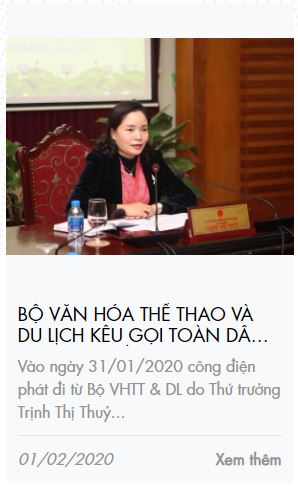 BỘ VĂN HÓA THỂ THAO VÀ
DU LỊCH KÊU GỌI TOÀN DÂ...
Vào ngày 31/01/2020 công điện
phát đi từ Bộ VHTT & DL do Thứ trưởng
Trịnh Thị Thuỷ...
01/02/2020 Xem thêm